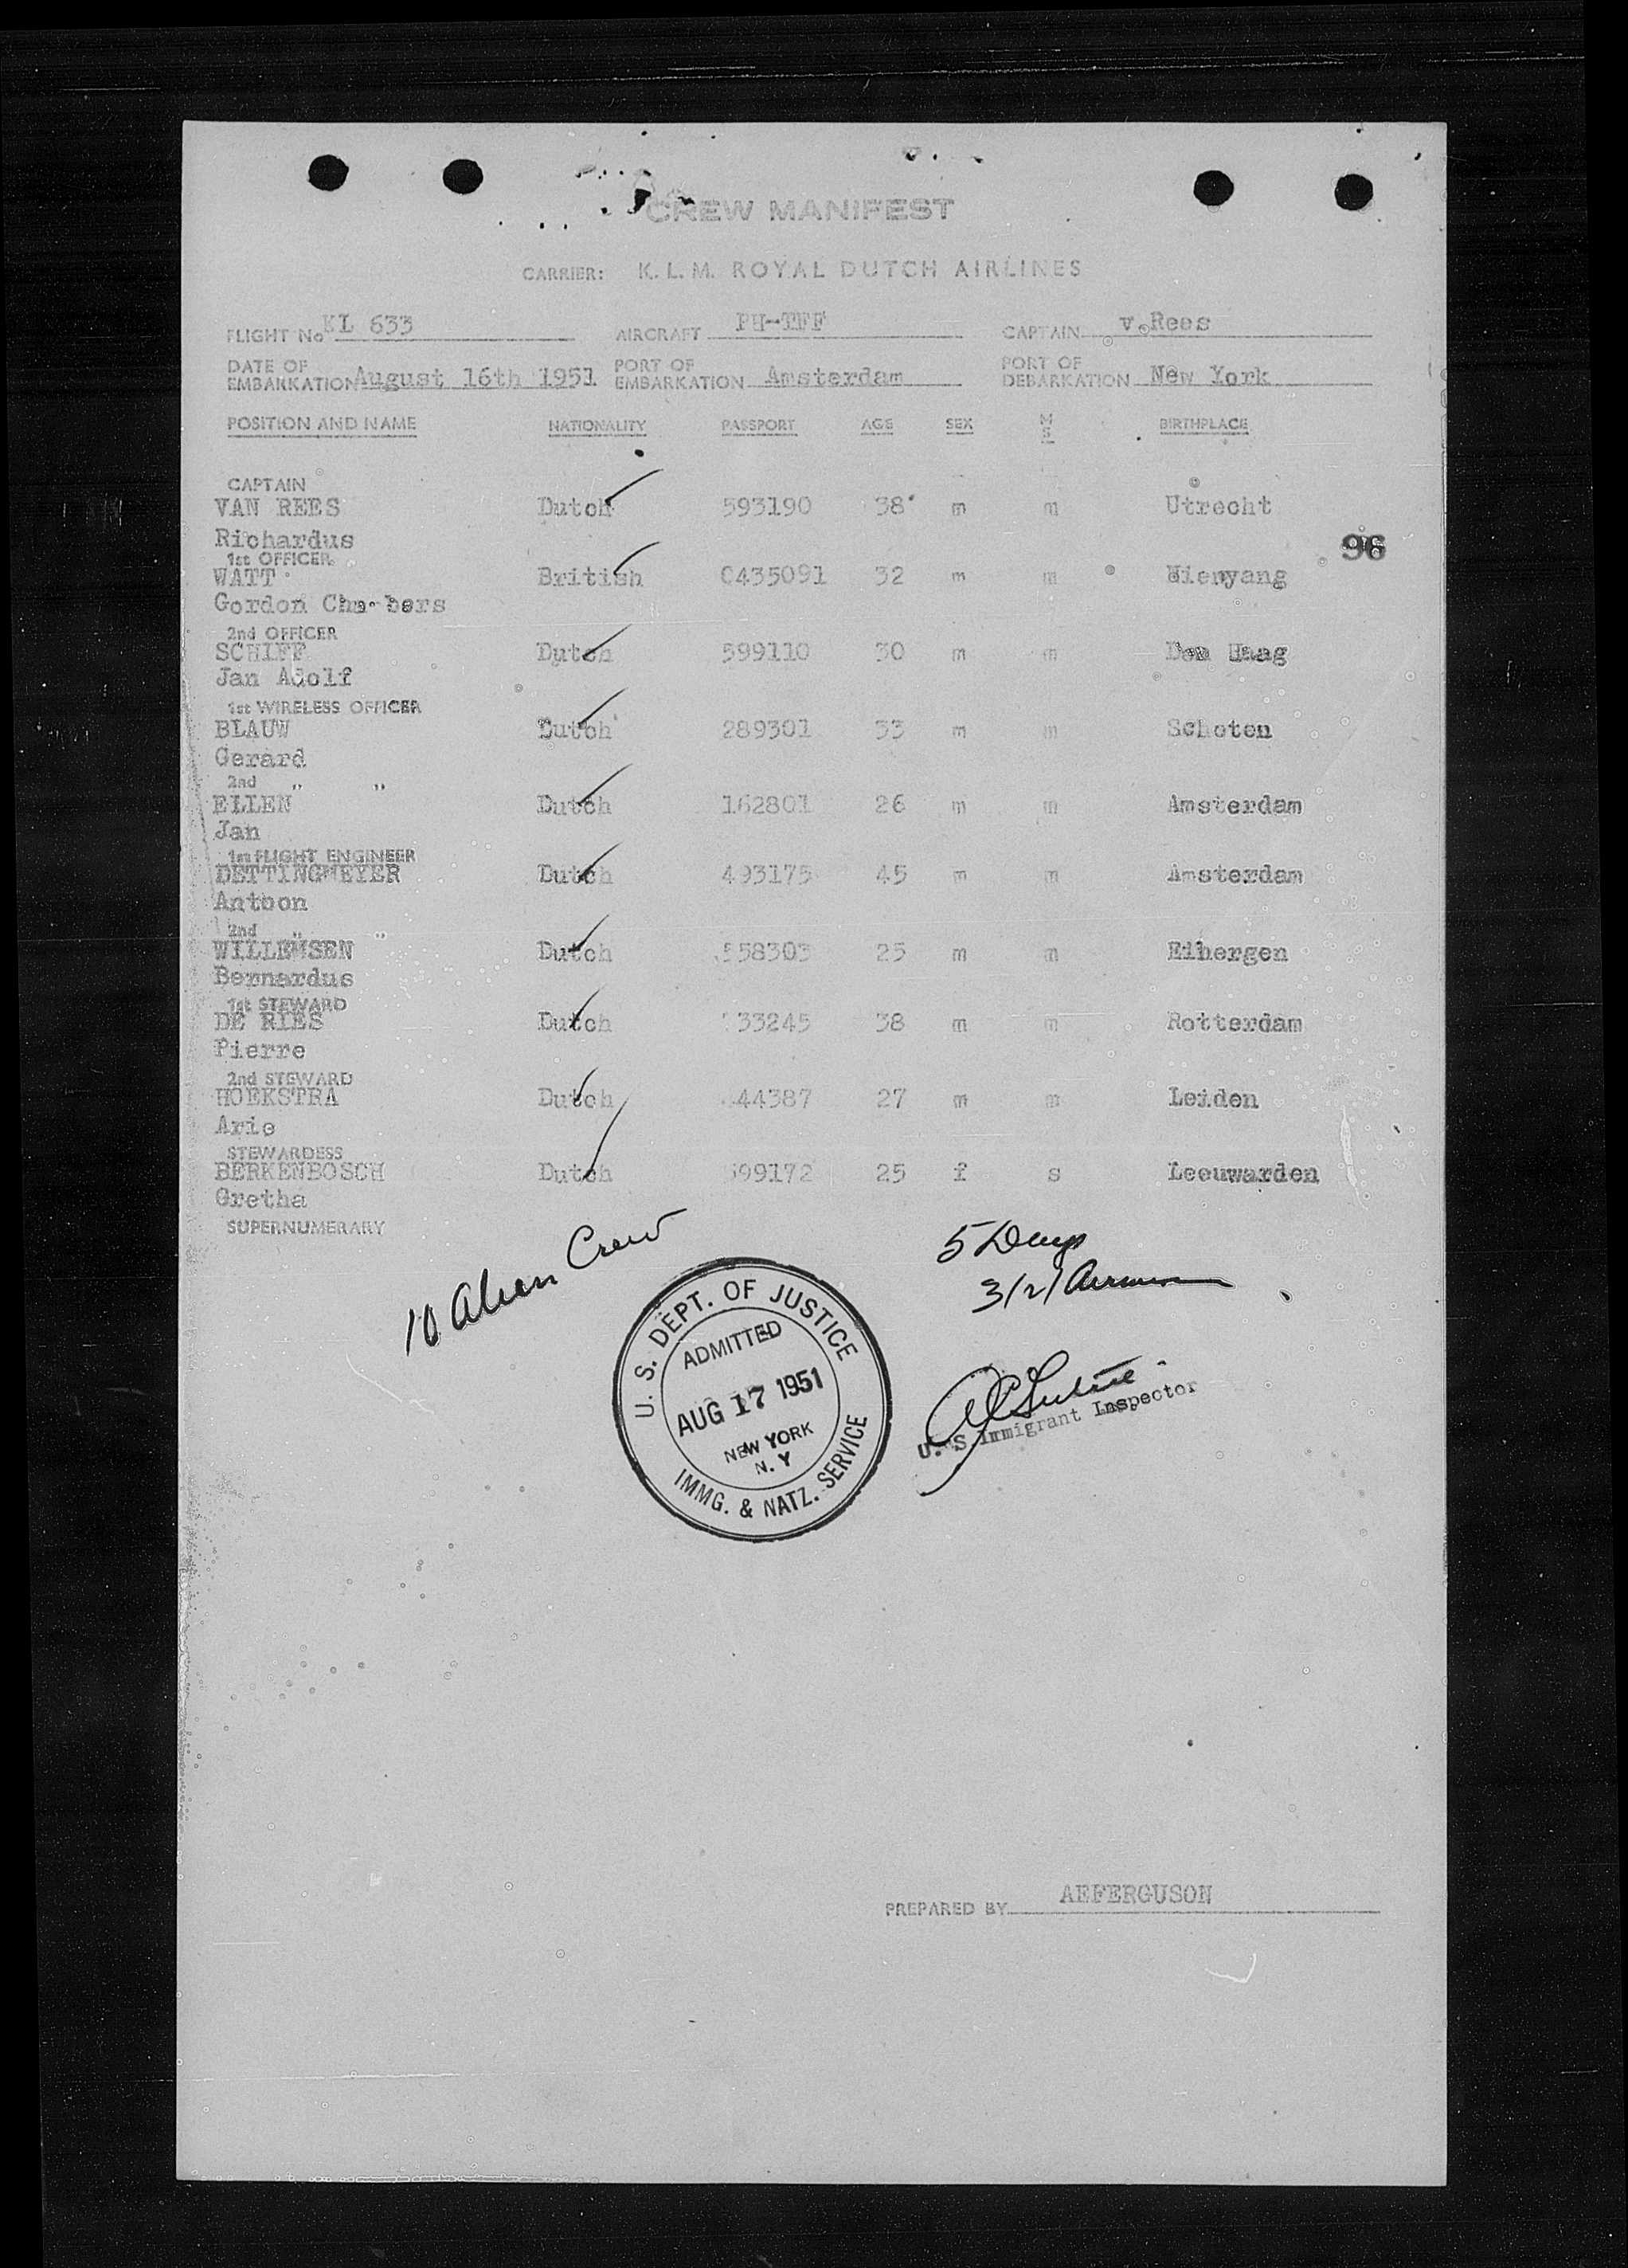 CREW MANIFEST
CARRIER: K. L. M. ROYAL DUTCH AIRLINES
FLIGHT No KL 633 AIRCRAFT PH-TFF CAPTAIN v.Rees
DATE OF EMBARKATION August 16th 1951 PORT OF EMBARKATION Amsterdam PORT OF DEBARKATION New York
POSITION AND NAME NATIONALITY PASSPORT AGE SEX M S BIRTHPLACE
CAPTAIN
VAN REES Dutch 593190 38 m m Utrecht
Richardus
96
1st OFFICER
WATT British C435091 32 m m
Gordon
2nd OFFICER
SCHIFF Dutch 599110 30 m m Den Haag
Jan Adolf
1st WIRELESS OFFICER
BLAUW Dutch 289301 33 m m Schoten
Gerard
2nd " "
ELLEN Dutch 162801 26 m m Amsterdam
Jan
1st FLIGHT ENGINEER
DETTINGMEYER Dutch 493175 45 m m Amsterdam
Antoon
2nd " "
WILLEMSEN Dutch 558303 25 m m Eibergen
Bernardus
1st STEWARD
DE RIES Dutch 33245 38 m m Rotterdam
Pierre
2nd STEWARD
HOEKSTRA Dutch 44387 27 m m Leiden
Arie
STEWARDESS
BERKENBOSCH Dutch 599172 25 f s Leeuwarden
Gretha
SUPERNUMERARY
10 Alien Crew
5 Days
3(2)
U. S. DEPT. OF JUSTICE
ADMITTED
AUG 17 1951
NEW YORK
N. Y
IMMG. & NATZ. SERVICE
U. S Immigrant Inspector
PREPARED BY AEFERGUSON